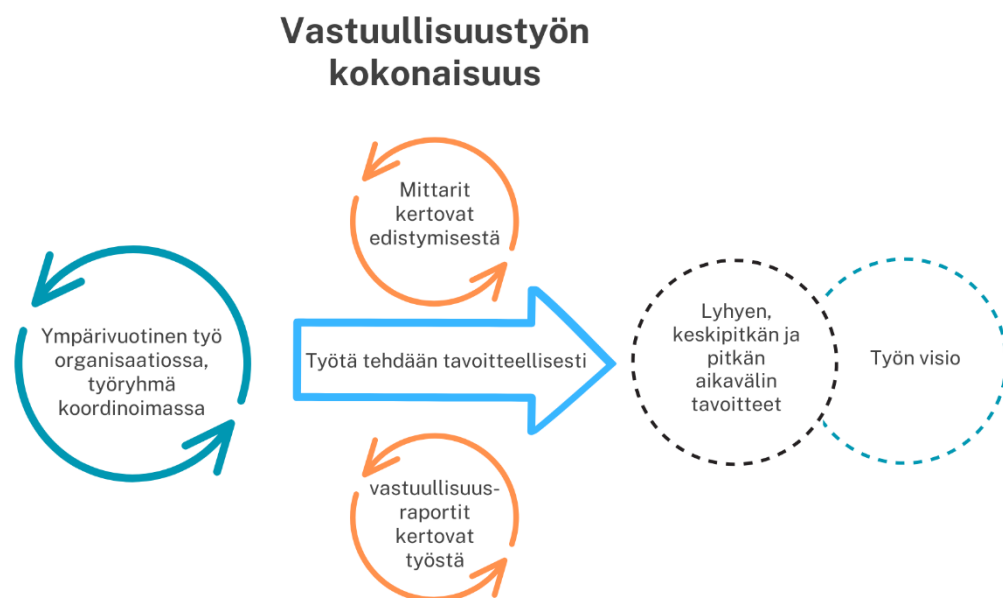 Vastuullisuustyön
kokonaisuus
Mittarit
kertovat
edistymisestä
Ympärivuotinen työ
organisaatiossa,
työryhmä
koordinoimassa
Työtä tehdään tavoitteellisesti
Lyhyen,
keskipitkän ja
pitkän
aikavälin
tavoitteet
Työn visio
vastuullisuus-
raportit
kertovat
työstä